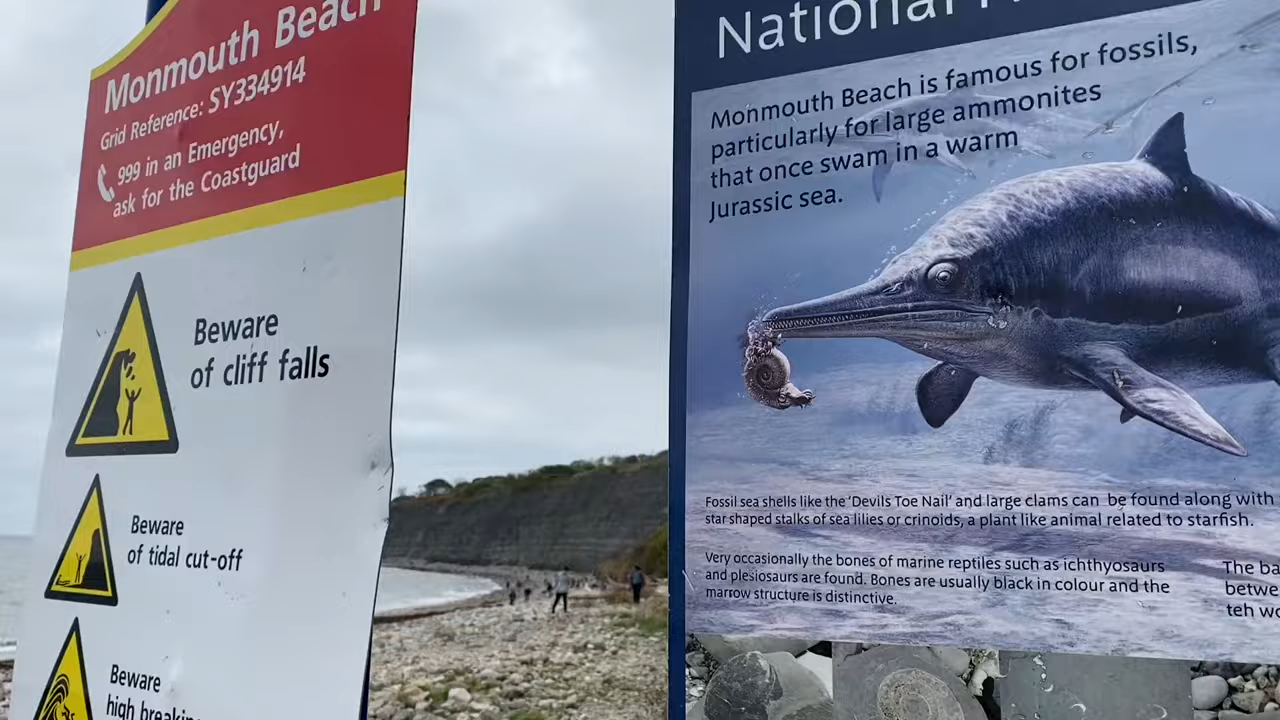 Monmouth Beach
Grid Reference: SY334914
999 in an Emergency,
ask for the Coastguard
Beware
of cliff falls
Beware
of tidal cut-off
Beware
high
National
Monmouth Beach is famous for fossils,
particularly for large ammonites
that once swam in a warm
Jurassic sea.
Fossil sea shells like the ‘Devils Toe Nail’ and large clams can be found along with
star shaped stalks of sea lilies or crinoids, a plant like animal related to starfish.
Very occasionally the bones of marine reptiles such as ichthyosaurs
and plesiosaurs are found. Bones are usually black in colour and the
marrow structure is distinctive.
The
teh